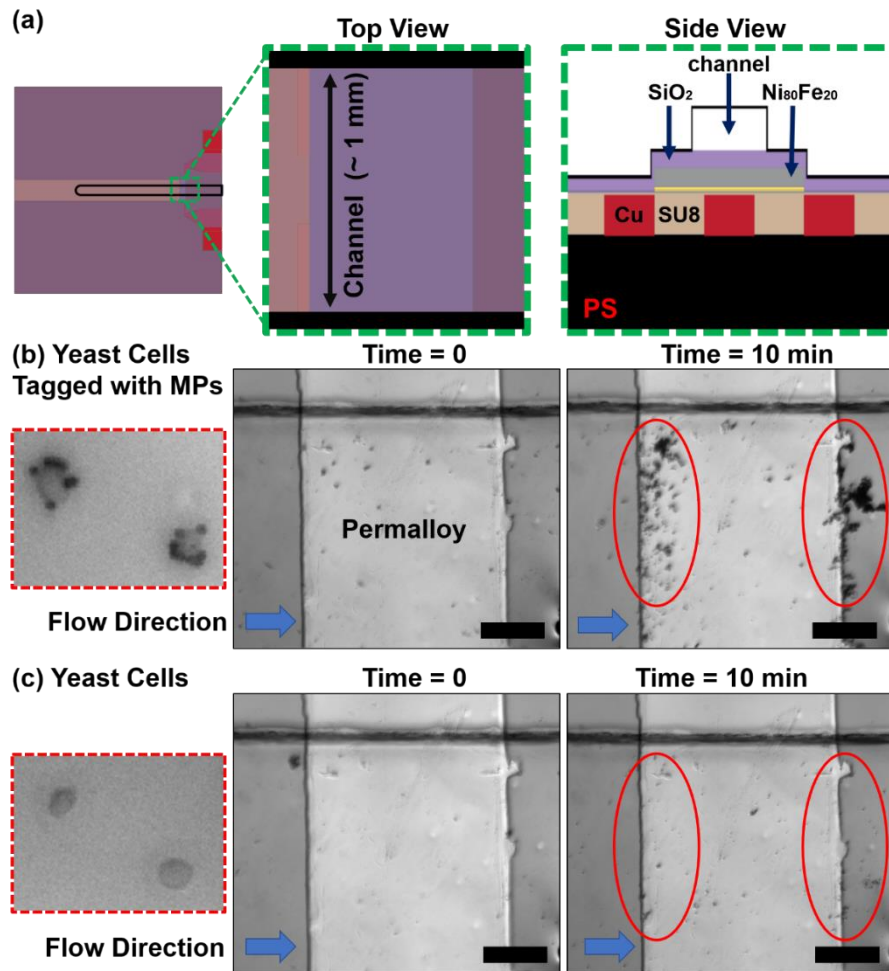 (a)
Top View
Side View
Channel (~ 1 mm)
channel
SiO₂
Ni₈₀Fe₂₀
Cu
SU8
PS
(b) Yeast Cells
Tagged with MPs
Time = 0
Time = 10 min
Permalloy
Flow Direction
(c) Yeast Cells
Time = 0
Time = 10 min
Flow Direction